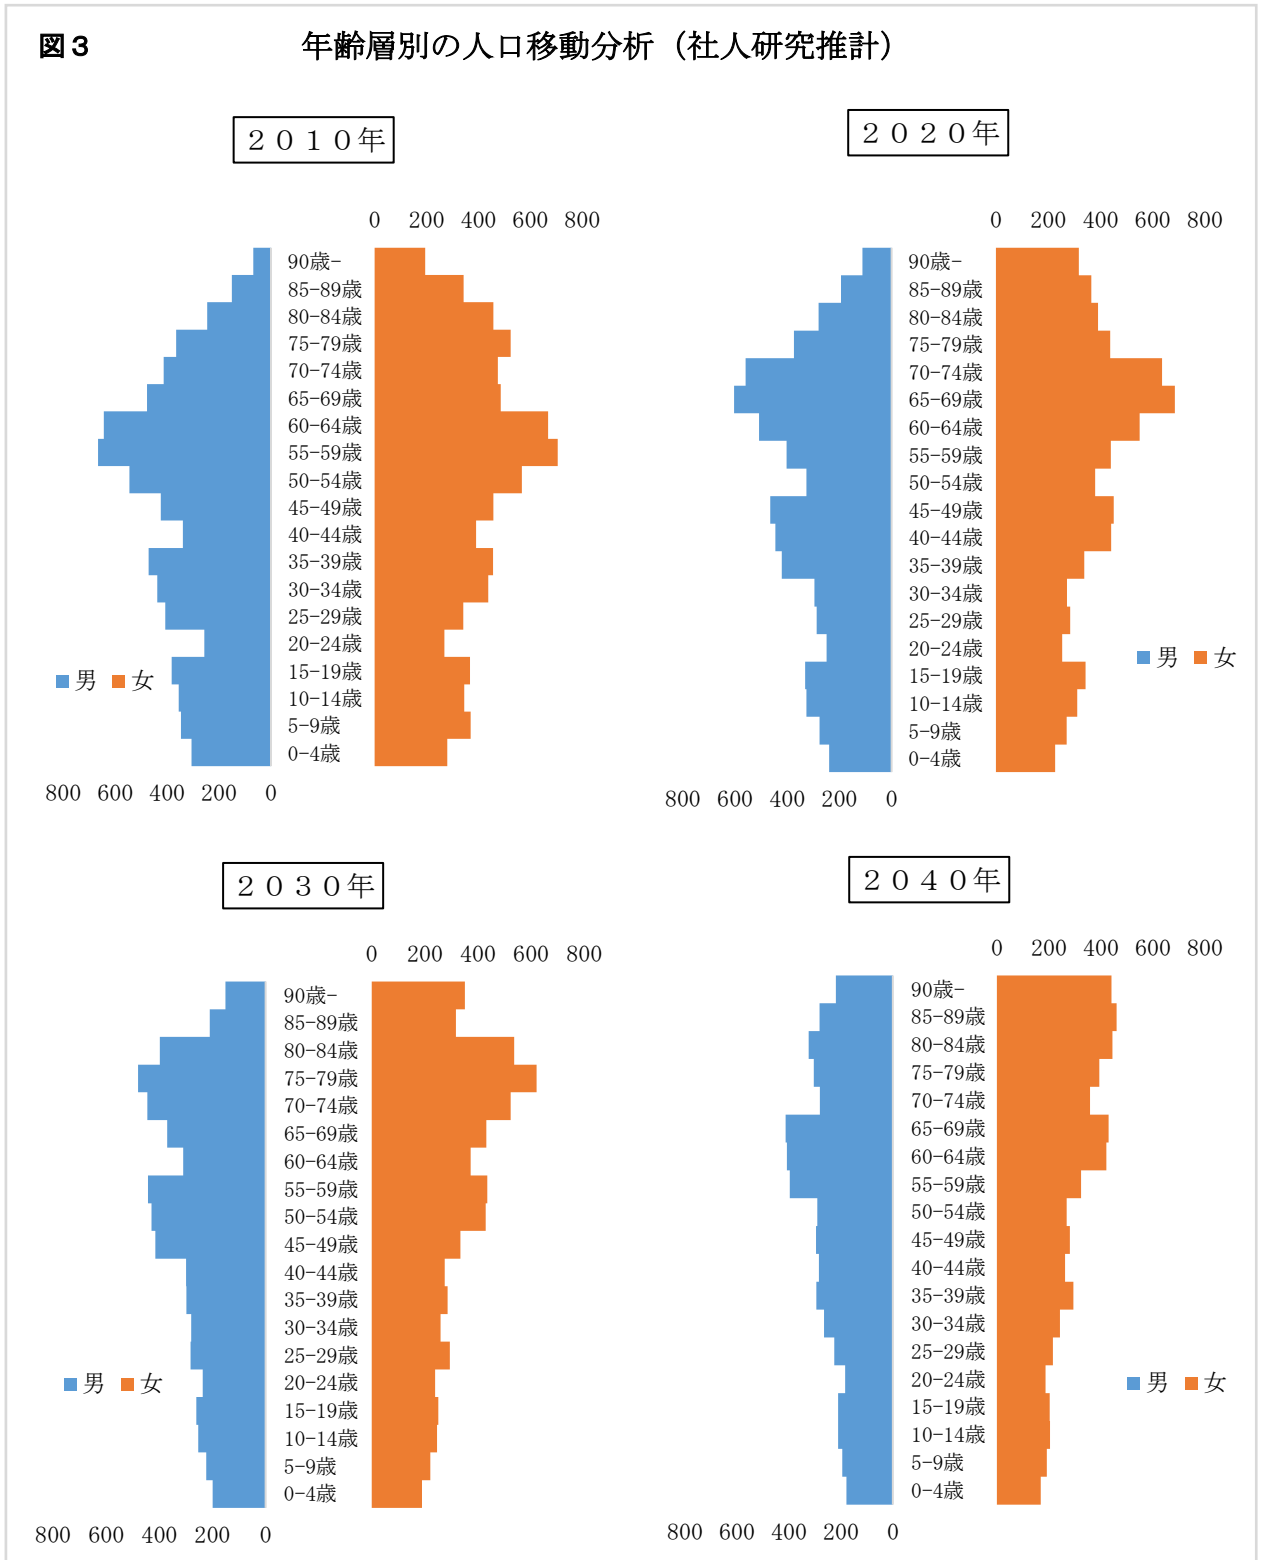 図３　年齢層別の人口移動分析（社人研究推計）
２０１０年
0 200 400 600 800
90歳-
85-89歳
80-84歳
75-79歳
70-74歳
65-69歳
60-64歳
55-59歳
50-54歳
45-49歳
40-44歳
35-39歳
30-34歳
25-29歳
20-24歳
15-19歳
10-14歳
5-9歳
0-4歳
男 女
800 600 400 200 0
２０２０年
0 200 400 600 800
90歳-
85-89歳
80-84歳
75-79歳
70-74歳
65-69歳
60-64歳
55-59歳
50-54歳
45-49歳
40-44歳
35-39歳
30-34歳
25-29歳
20-24歳
15-19歳
10-14歳
5-9歳
0-4歳
男 女
800 600 400 200 0
２０３０年
0 200 400 600 800
90歳-
85-89歳
80-84歳
75-79歳
70-74歳
65-69歳
60-64歳
55-59歳
50-54歳
45-49歳
40-44歳
35-39歳
30-34歳
25-29歳
20-24歳
15-19歳
10-14歳
5-9歳
0-4歳
男 女
800 600 400 200 0
２０４０年
0 200 400 600 800
90歳-
85-89歳
80-84歳
75-79歳
70-74歳
65-69歳
60-64歳
55-59歳
50-54歳
45-49歳
40-44歳
35-39歳
30-34歳
25-29歳
20-24歳
15-19歳
10-14歳
5-9歳
0-4歳
男 女
800 600 400 200 0